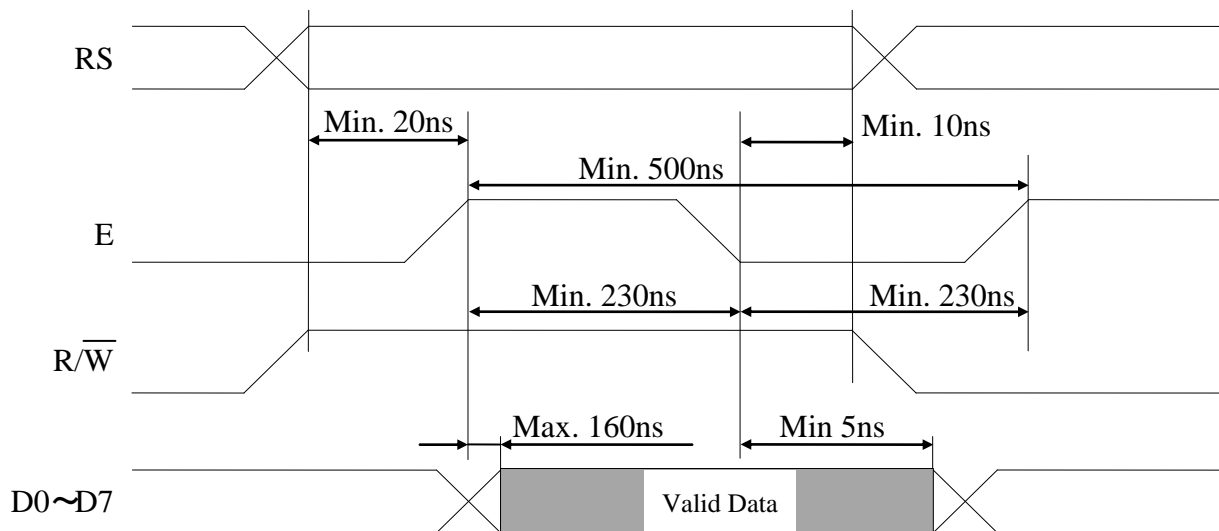 RS
Min. 20ns
Min. 10ns
Min. 500ns
E
Min. 230ns
Min. 230ns
R/W̅
Max. 160ns
Min 5ns
D0~D7
Valid Data